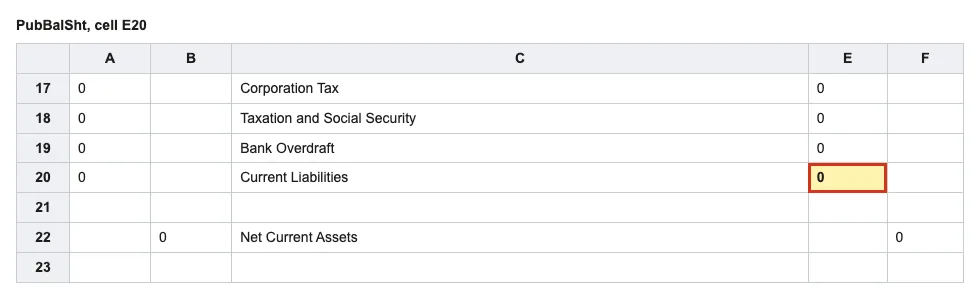 PubBalSht, cell E20
A B C E F
17 0 Corporation Tax 0
18 0 Taxation and Social Security 0
19 0 Bank Overdraft 0
20 0 Current Liabilities 0
21
22 0 Net Current Assets 0
23